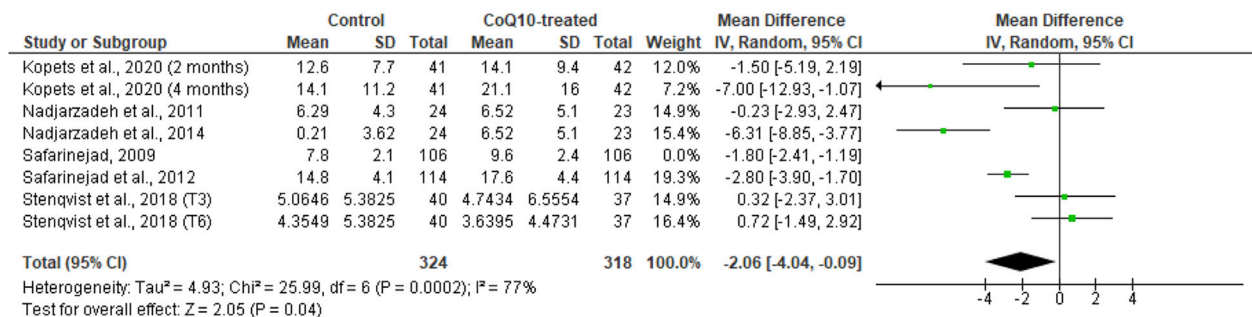 Control CoQ10-treated Mean Difference Mean Difference
Study or Subgroup Mean SD Total Mean SD Total Weight IV, Random, 95% CI IV, Random, 95% CI
Kopets et al., 2020 (2 months) 12.6 7.7 41 14.1 9.4 42 12.0% -1.50 [-5.19, 2.19]
Kopets et al., 2020 (4 months) 14.1 11.2 41 21.1 16 42 7.2% -7.00 [-12.93, -1.07]
Nadjarzadeh et al., 2011 6.29 4.3 24 6.52 5.1 23 14.9% -0.23 [-2.93, 2.47]
Nadjarzadeh et al., 2014 0.21 3.62 24 6.52 5.1 23 15.4% -6.31 [-8.85, -3.77]
Safarinejad, 2009 7.8 2.1 106 9.6 2.4 106 0.0% -1.80 [-2.41, -1.19]
Safarinejad et al., 2012 14.8 4.1 114 17.6 4.4 114 19.3% -2.80 [-3.90, -1.70]
Stenqvist et al., 2018 (T3) 5.0646 5.3825 40 4.7434 6.5554 37 14.9% 0.32 [-2.37, 3.01]
Stenqvist et al., 2018 (T6) 4.3549 5.3825 40 3.6395 4.4731 37 16.4% 0.72 [-1.49, 2.92]
Total (95% CI) 324 318 100.0% -2.06 [-4.04, -0.09]
Heterogeneity: Tau² = 4.93; Chi² = 25.99, df = 6 (P = 0.0002); I² = 77%
Test for overall effect: Z = 2.05 (P = 0.04)
-4 -2 0 2 4